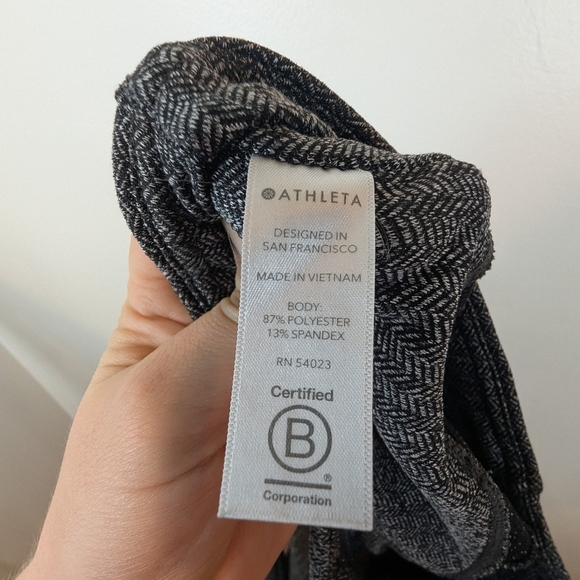 ATHLETA
DESIGNED IN
SAN FRANCISCO
MADE IN VIETNAM
BODY:
87% POLYESTER
13% SPANDEX
RN 54023
Certified
B
®
Corporation